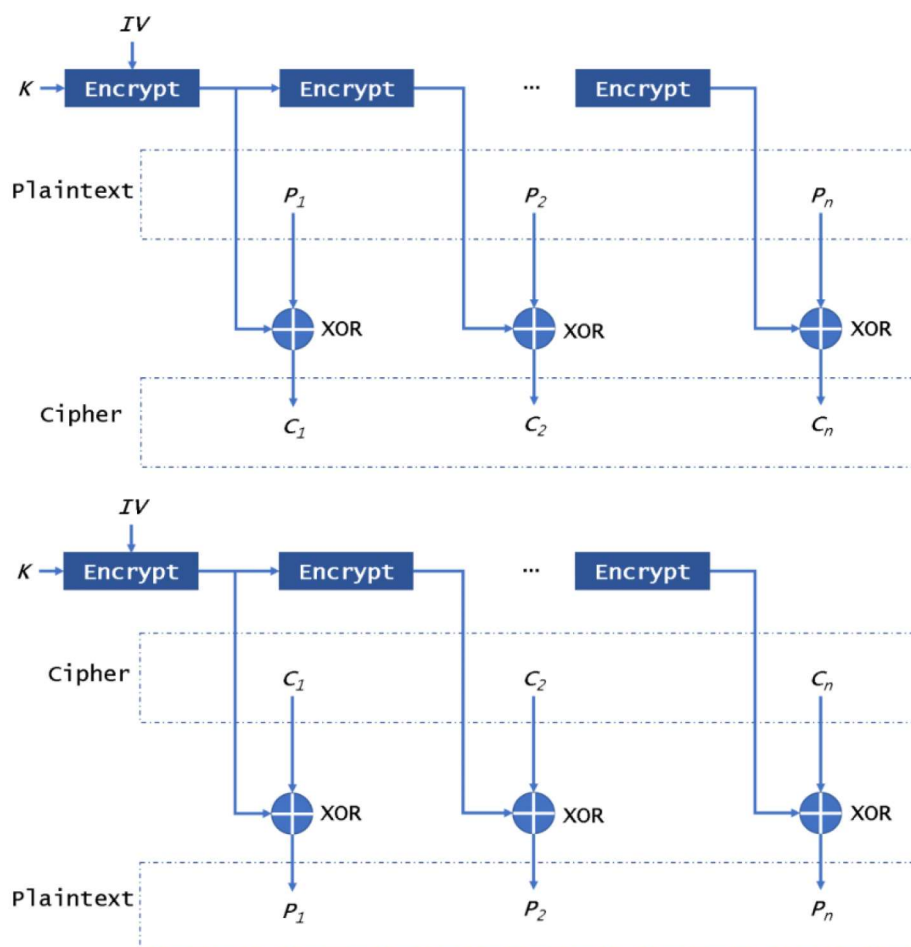 IV
K Encrypt Encrypt ... Encrypt
Plaintext P1 P2 Pn
XOR XOR XOR
Cipher C1 C2 Cn
IV
K Encrypt Encrypt ... Encrypt
Cipher C1 C2 Cn
XOR XOR XOR
Plaintext P1 P2 Pn